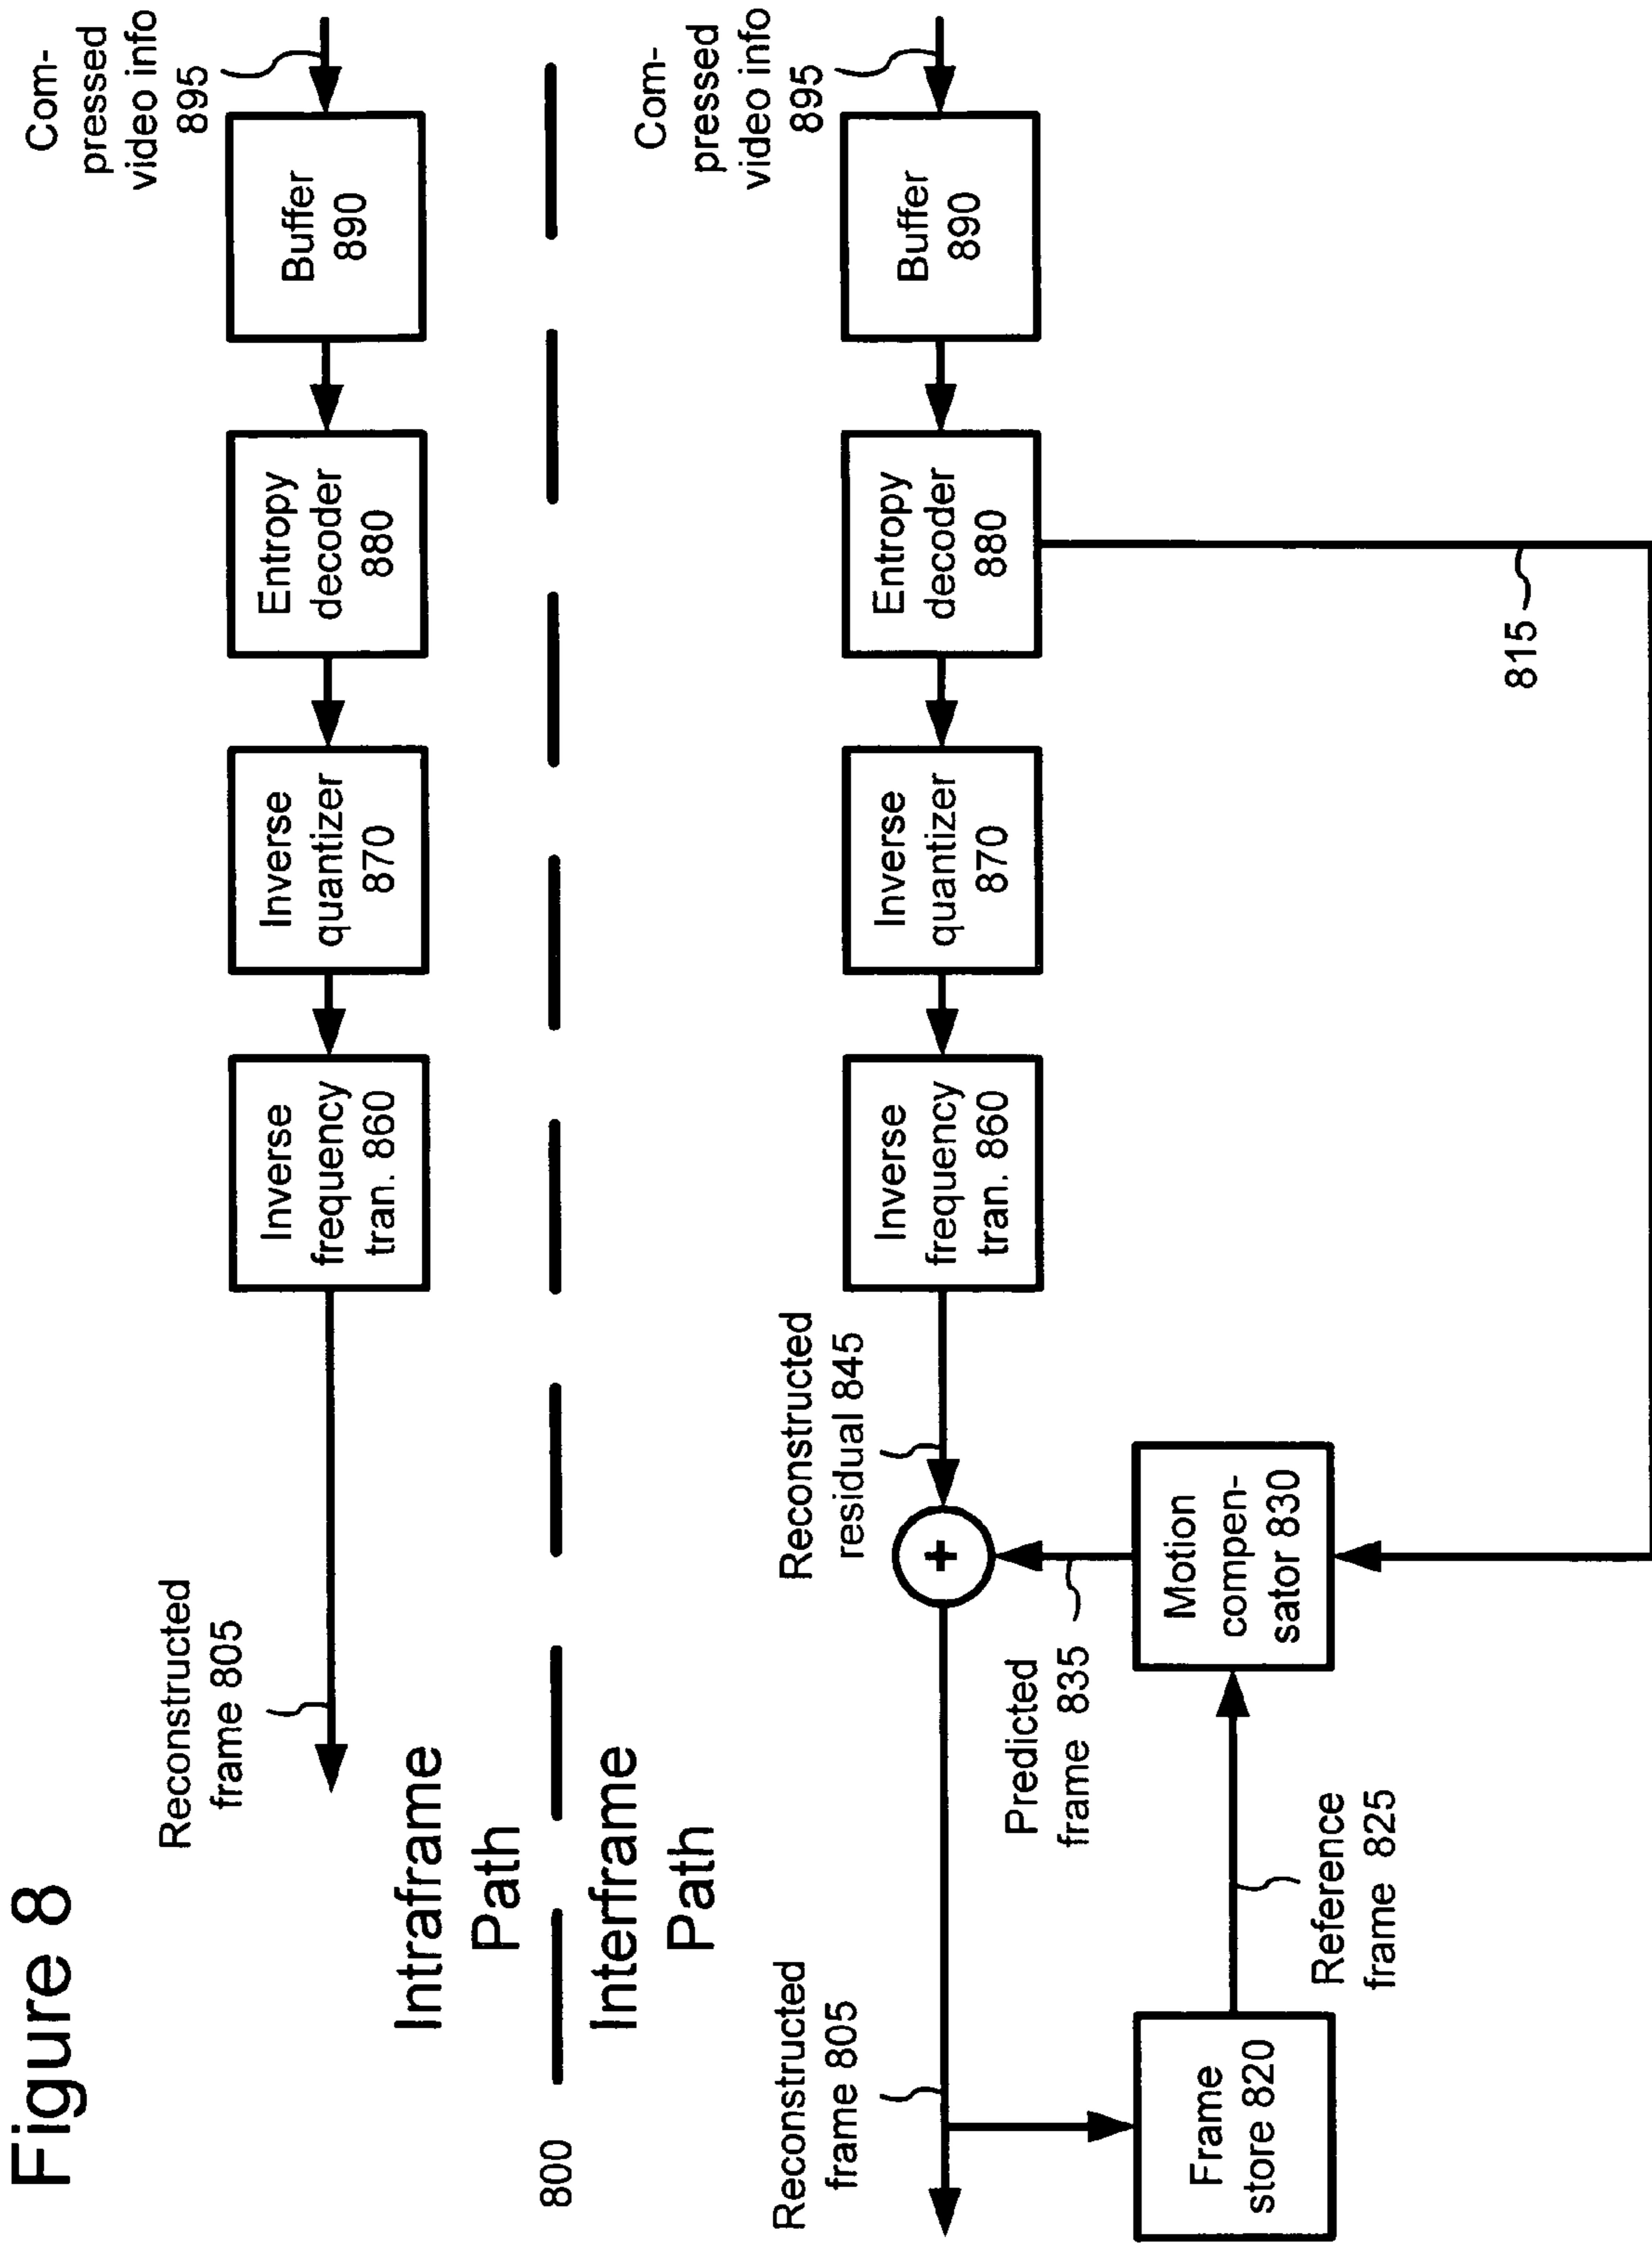 Figure 8
Reconstructed
frame 805
Inverse
frequency
tran. 860
Inverse
quantizer
870
Entropy
decoder
880
Buffer
890
Com-
pressed
video info
895
Intraframe
Path
800
Interframe
Path
Reconstructed
frame 805
Reconstructed
residual 845
Inverse
frequency
tran. 860
Inverse
quantizer
870
Entropy
decoder
880
Buffer
890
Com-
pressed
video info
895
Predicted
frame 835
Frame
store 820
Reference
frame 825
Motion
compen-
sator 830
+
815